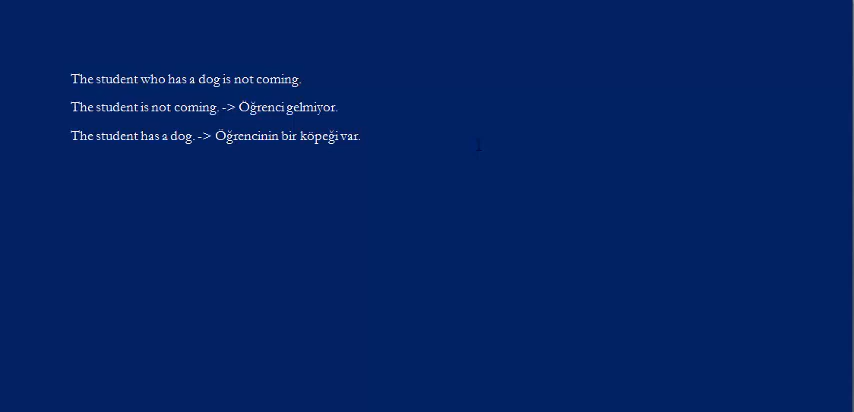 The student who has a dog is not coming.
The student is not coming. -> Öğrenci gelmiyor.
The student has a dog. -> Öğrencinin bir köpeği var.